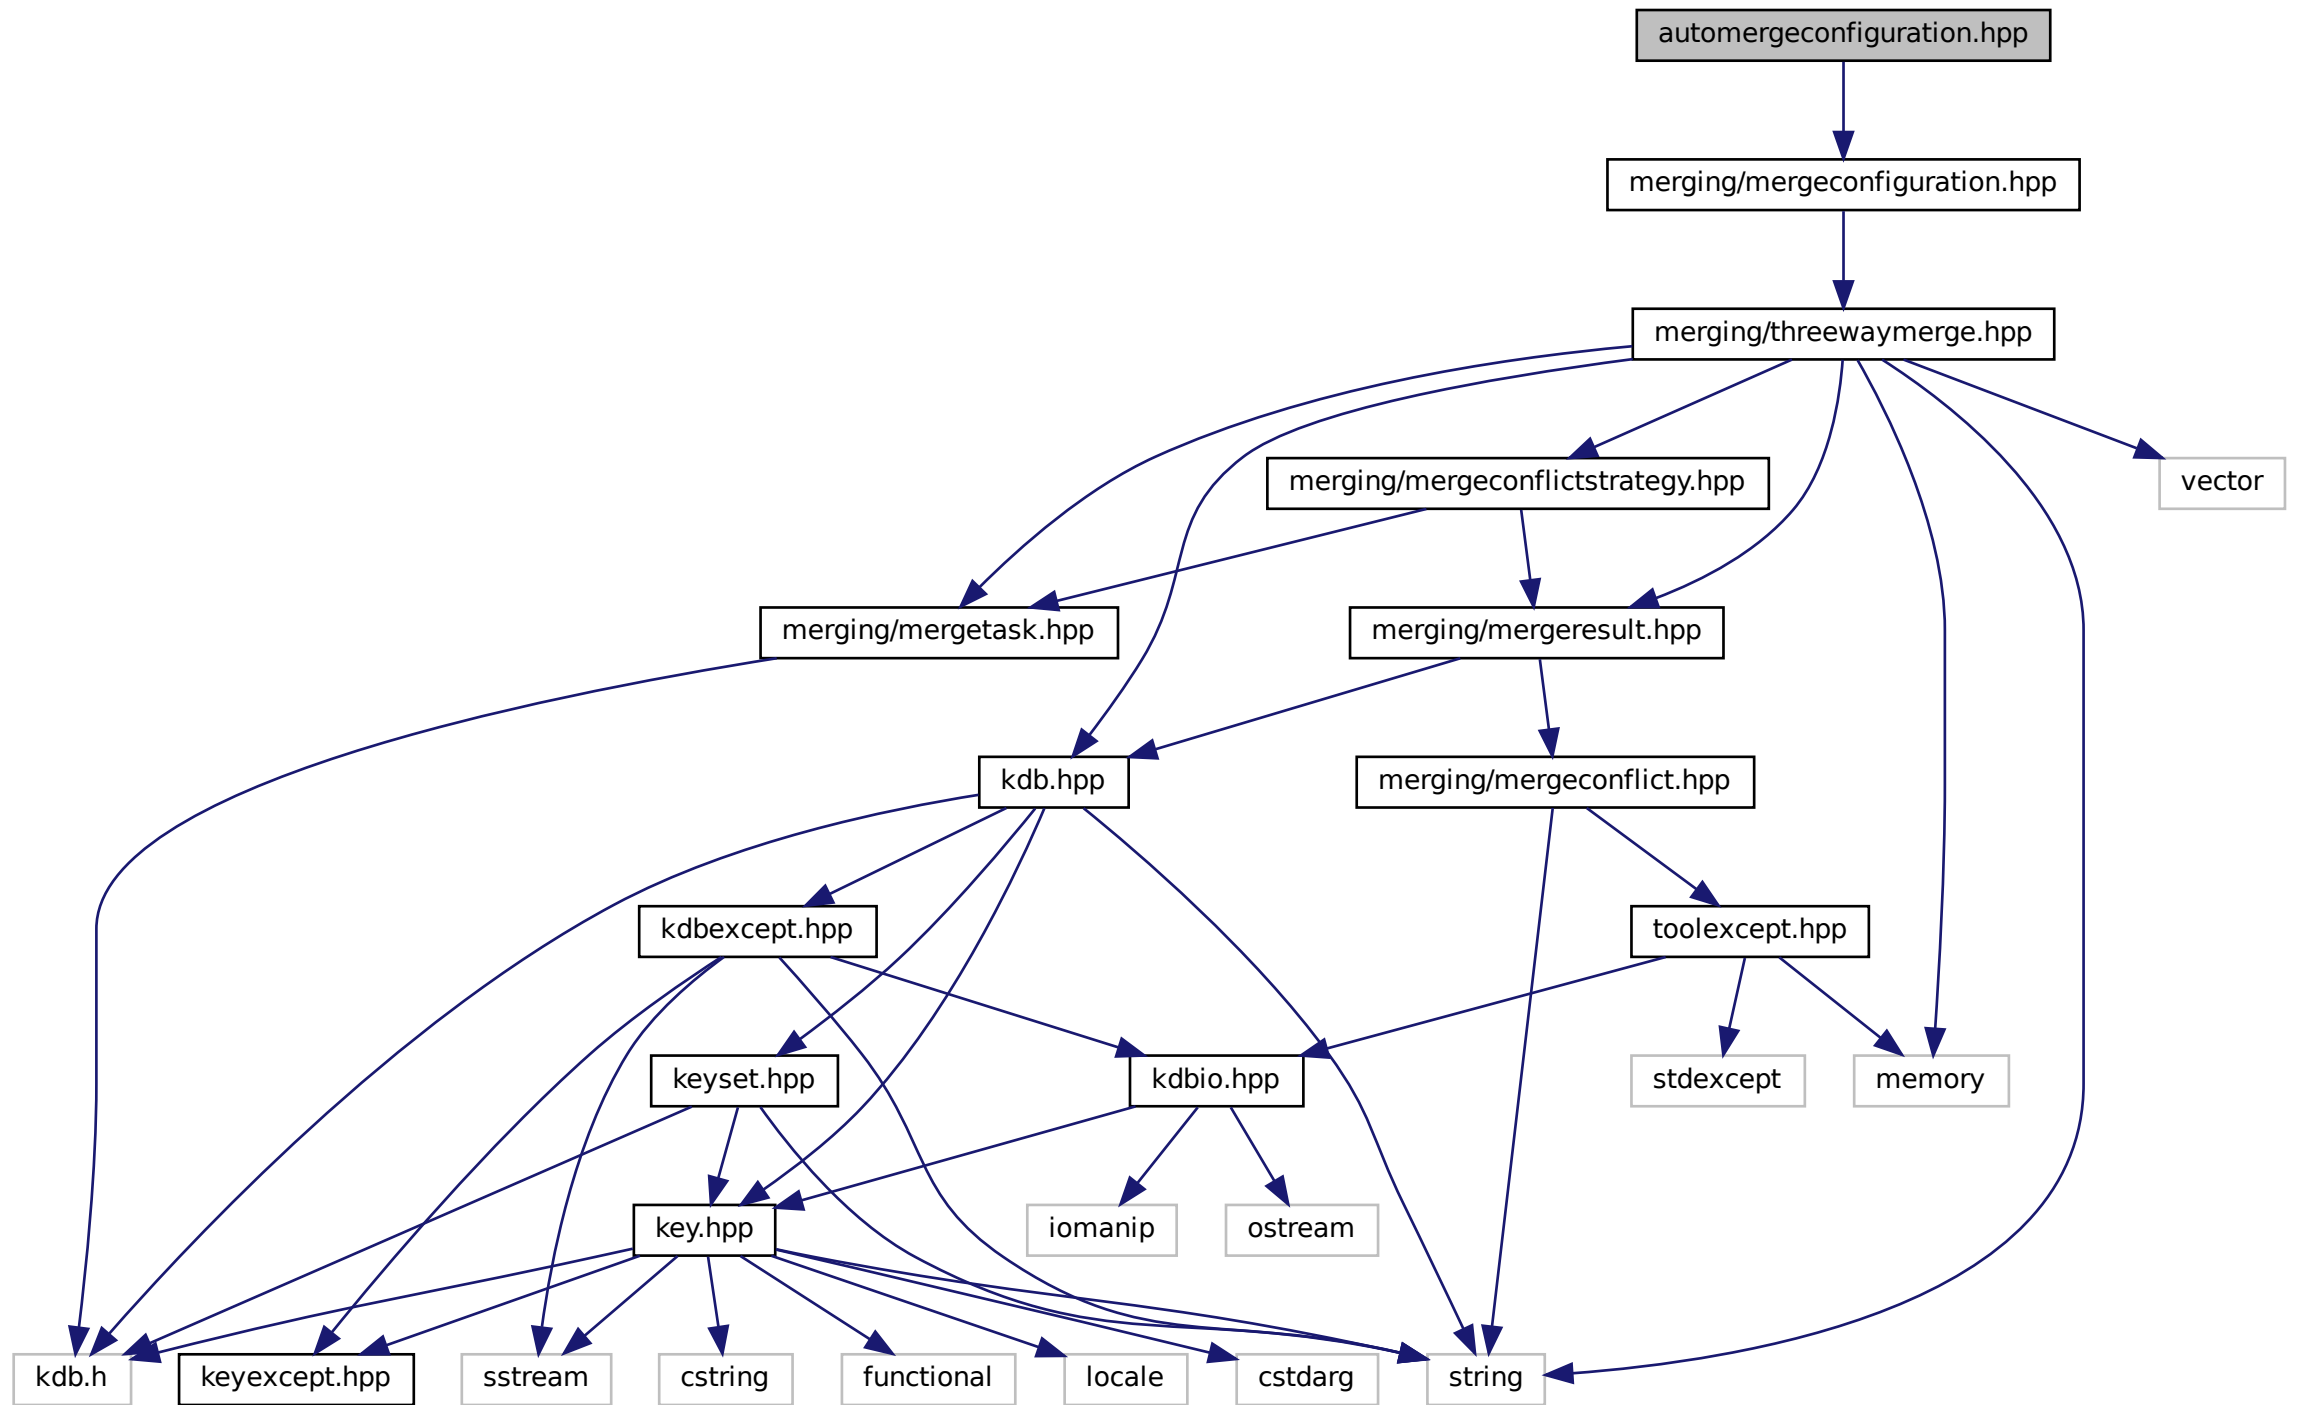 automergeconfiguration.hpp
merging/mergeconfiguration.hpp
merging/threewaymerge.hpp
merging/mergeconflictstrategy.hpp
vector
merging/mergetask.hpp
merging/mergeresult.hpp
kdb.hpp
merging/mergeconflict.hpp
kdbexcept.hpp
toolexcept.hpp
keyset.hpp
kdbio.hpp
stdexcept
memory
key.hpp
iomanip
ostream
kdb.h
keyexcept.hpp
sstream
cstring
functional
locale
cstdarg
string